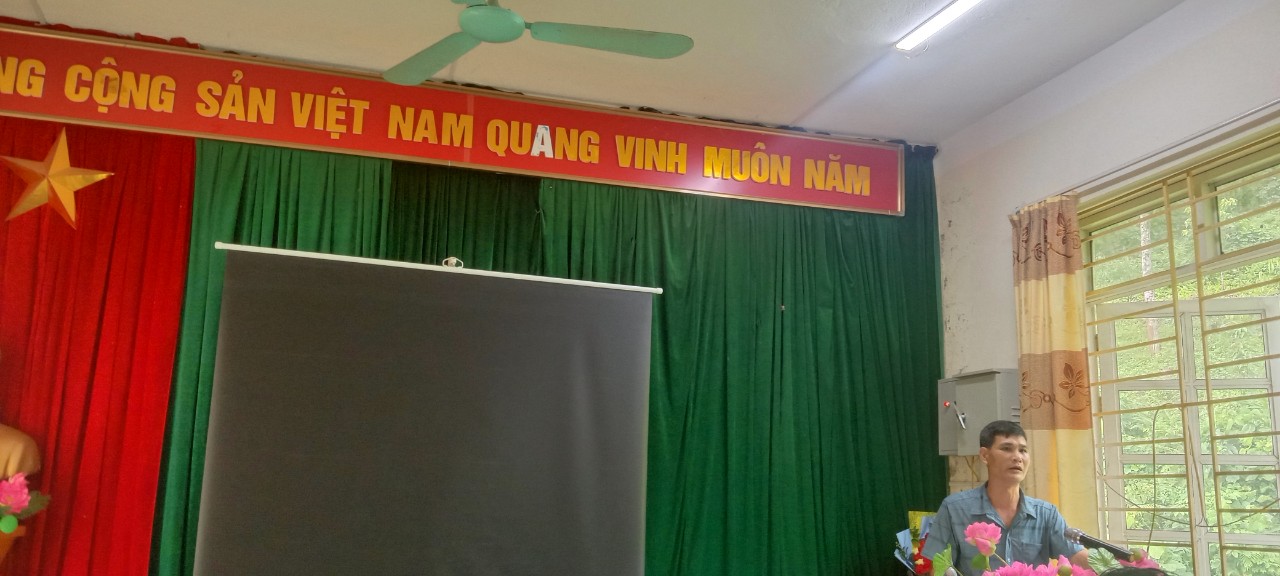 NG CỘNG SẢN VIỆT NAM QUANG VINH MUÔN NĂM